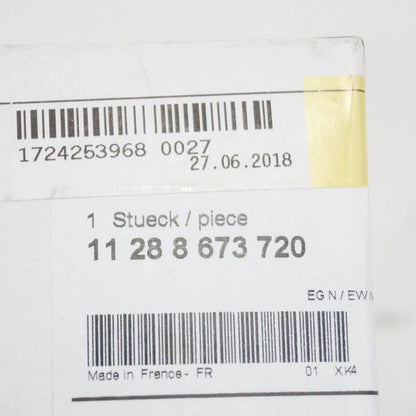 1724253968 0027
27.06.2018
1 Stueck / piece
11 28 8 673 720
EG N / EW N
Made in France - FR 01 XK4